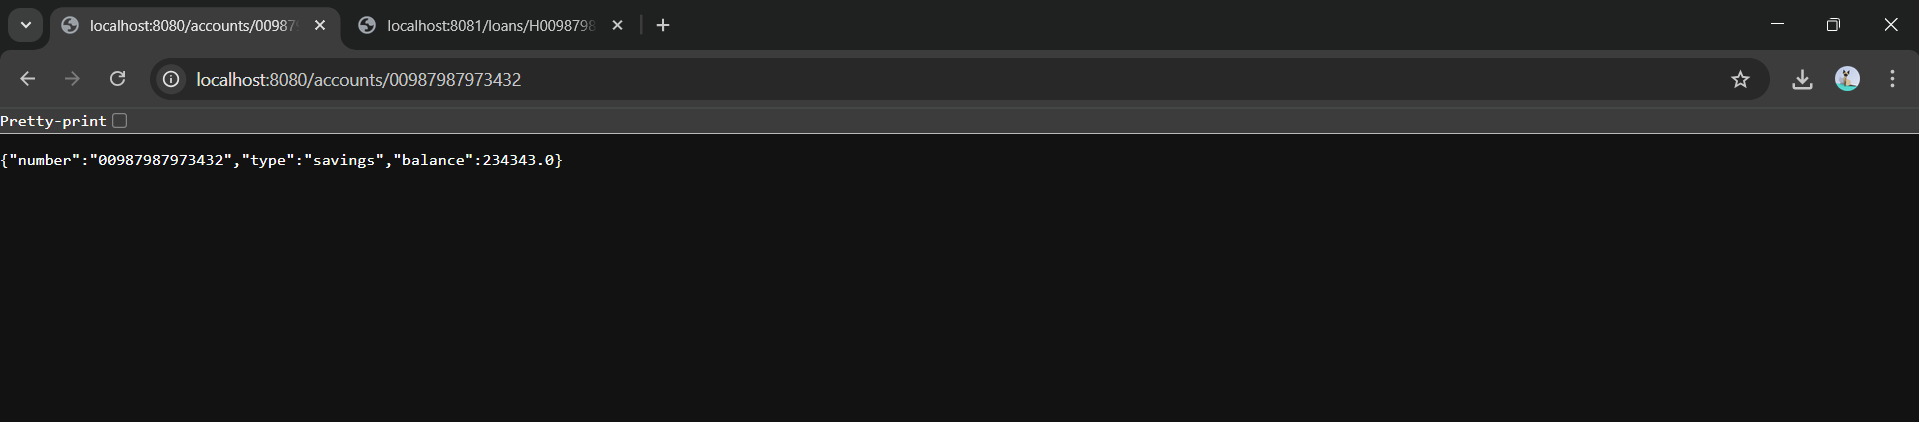 localhost:8080/accounts/00987
localhost:8081/loans/H0098798
localhost:8080/accounts/00987987973432
Pretty-print
{"number":"00987987973432","type":"savings","balance":234343.0}